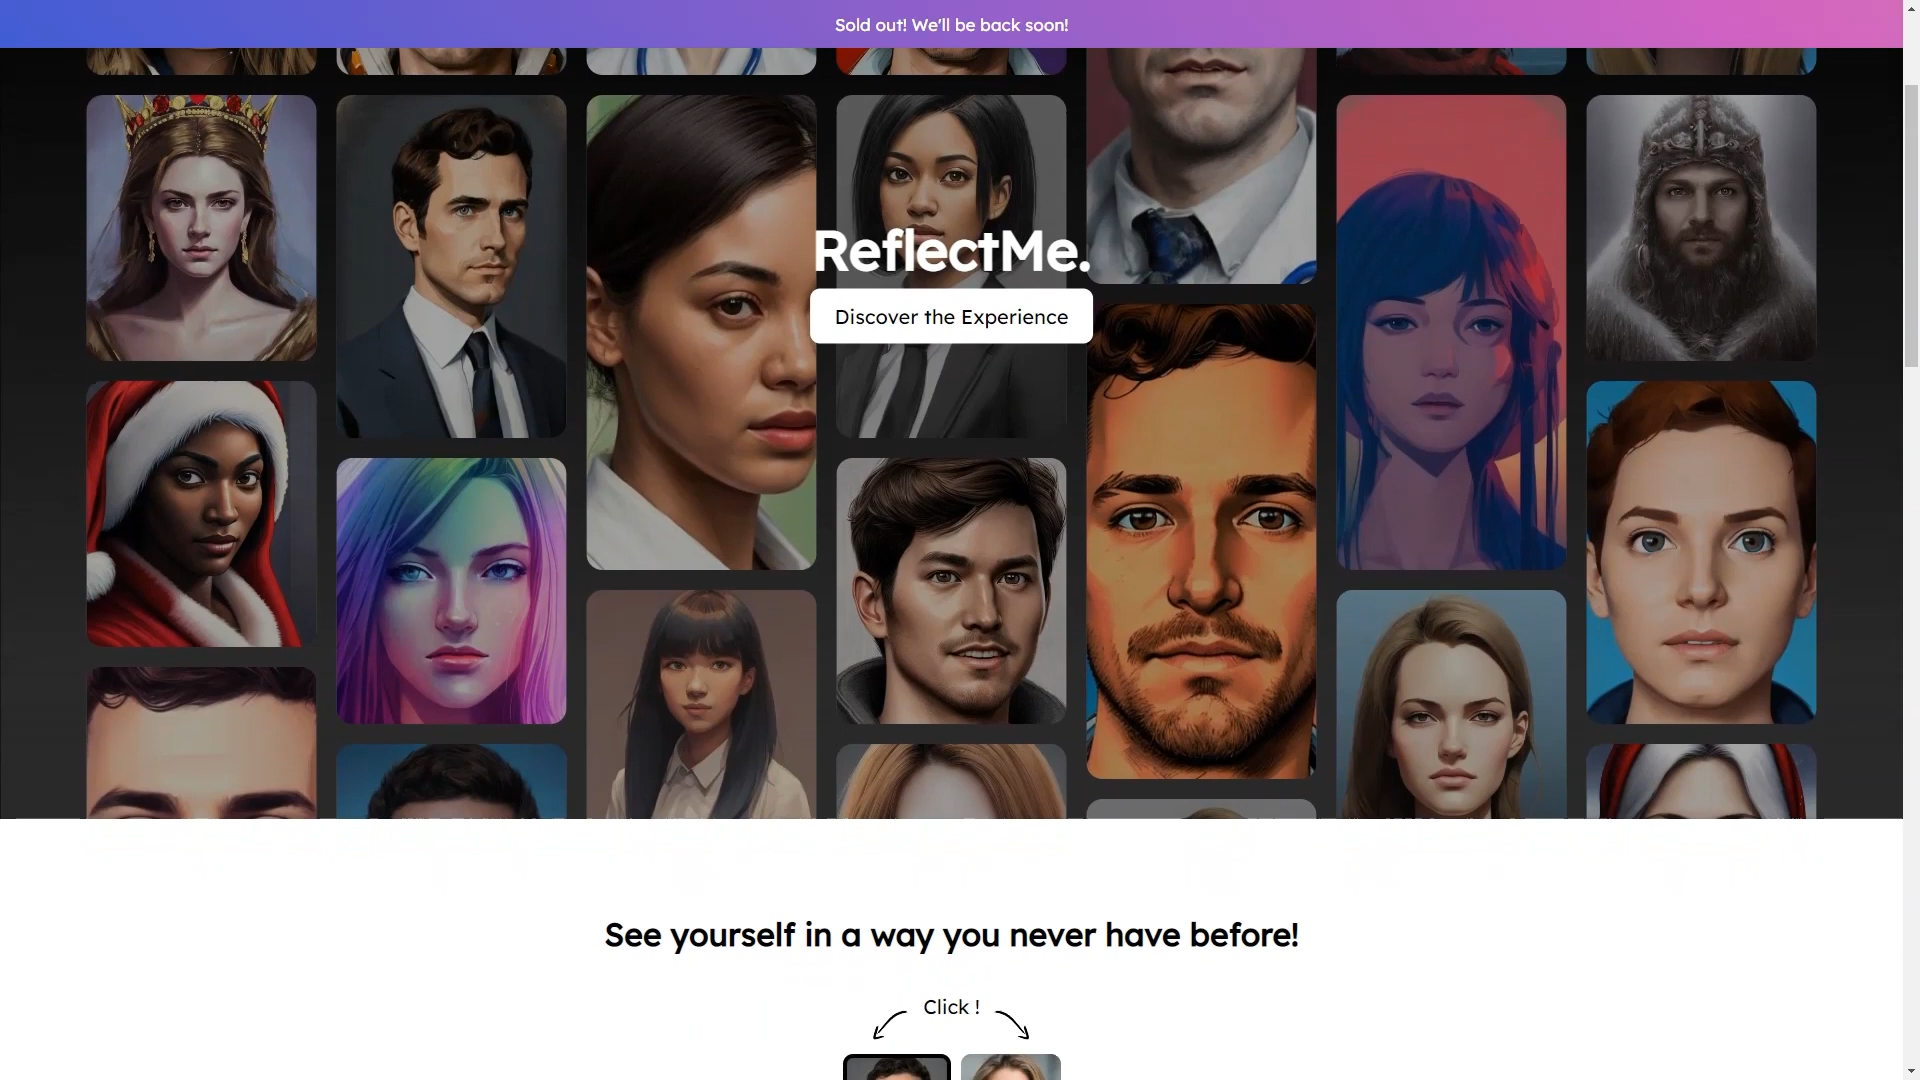 Sold out! We'll be back soon!
ReflectMe.
Discover the Experience
See yourself in a way you never have before!
Click !